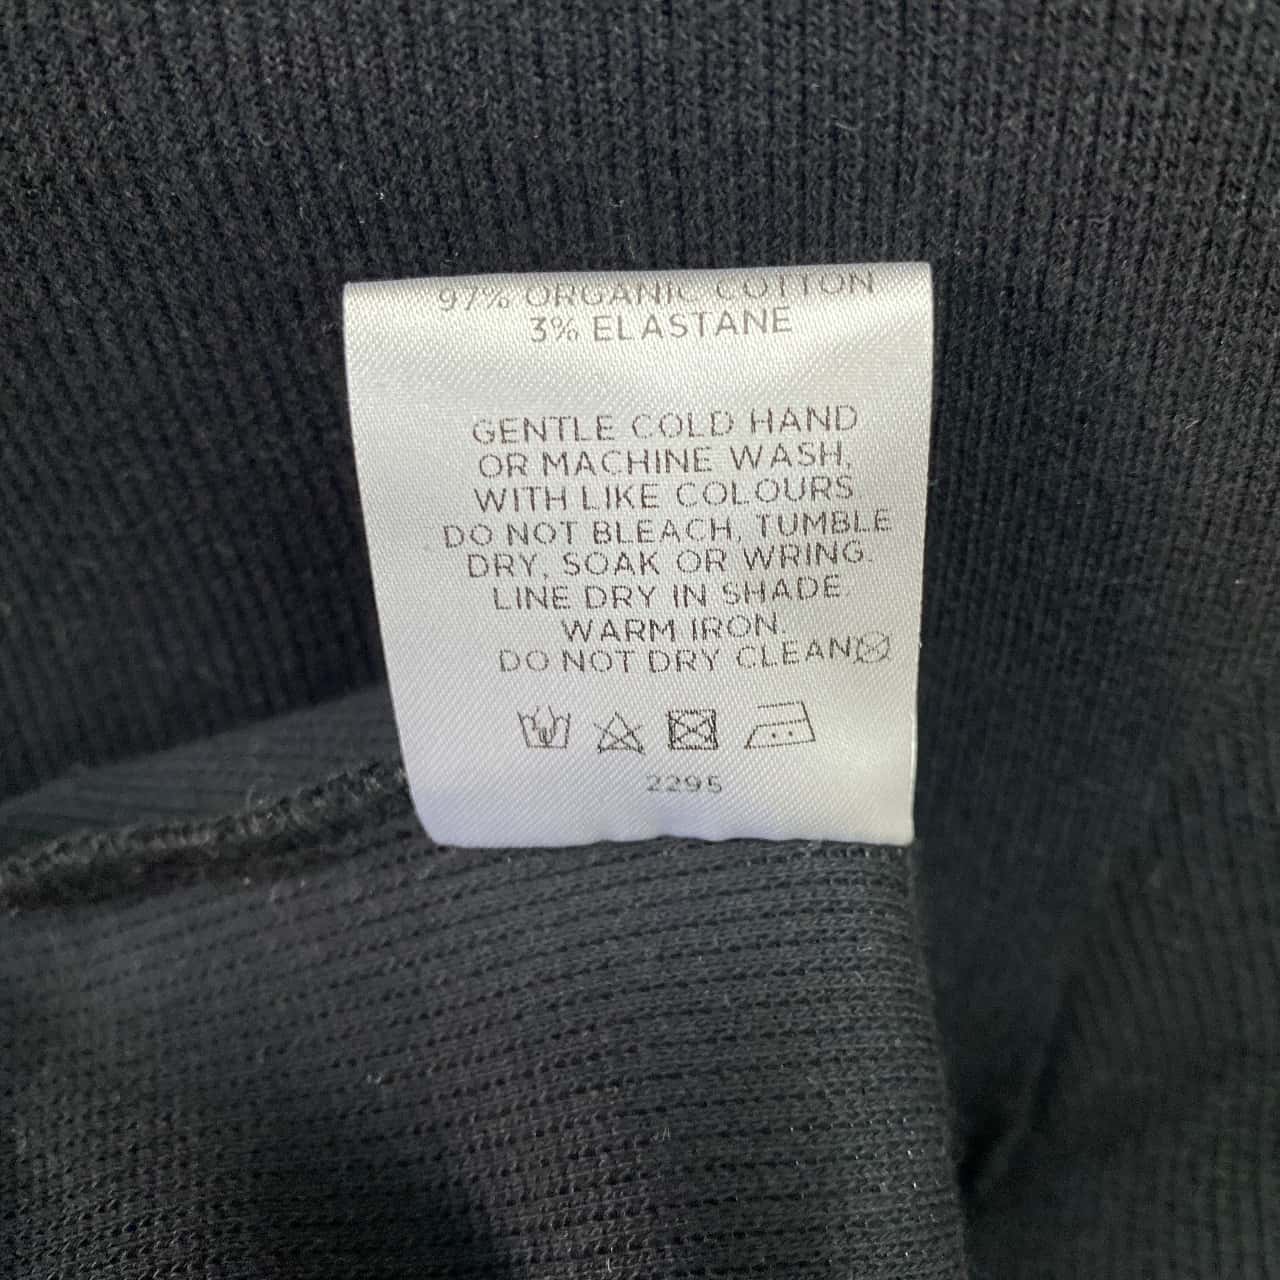 97% ORGANIC COTTON
3% ELASTANE
GENTLE COLD HAND
OR MACHINE WASH,
WITH LIKE COLOURS.
DO NOT BLEACH, TUMBLE
DRY, SOAK OR WRING.
LINE DRY IN SHADE.
WARM IRON.
DO NOT DRY CLEAN
2295